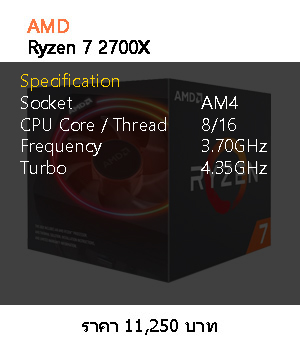 AMD
Ryzen 7 2700X
Specification
Socket AM4
CPU Core / Thread 8/16
Frequency 3.70GHz
Turbo 4.35GHz
AMD
RYZEN
7
ราคา 11,250 บาท